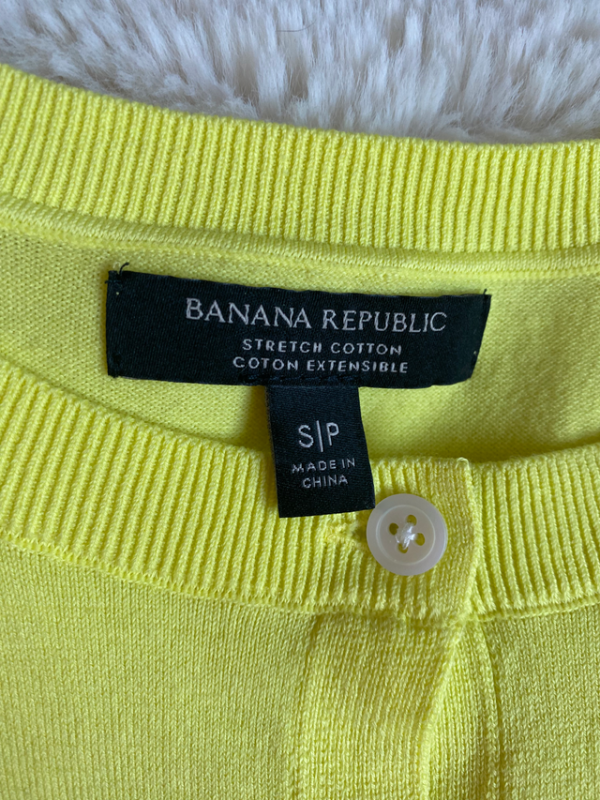 BANANA REPUBLIC
STRETCH COTTON
COTON EXTENSIBLE
S|P
MADE IN
CHINA